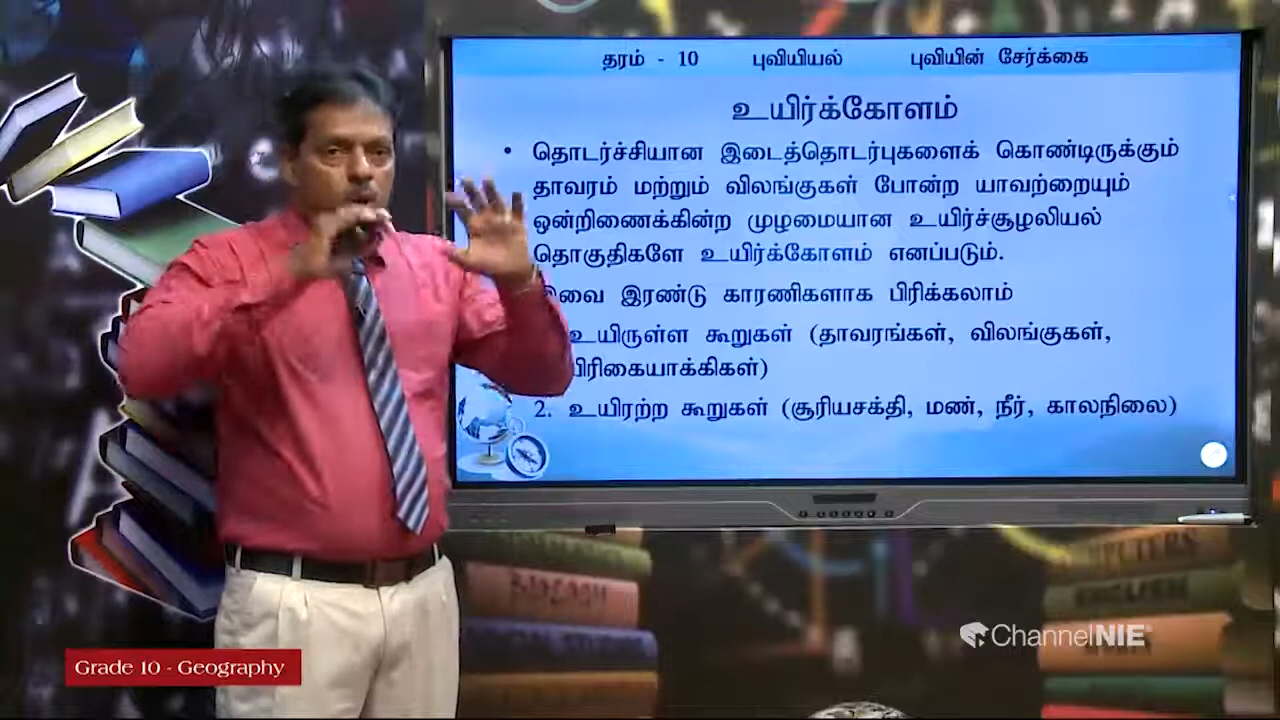 தரம் - 10 புவியியல் புவியின் சேர்க்கை
உயிர்க்கோளம்
• தொடர்ச்சியான இடைத்தொடர்புகளைக் கொண்டிருக்கும்
தாவரம் மற்றும் விலங்குகள் போன்ற யாவற்றையும்
ஒன்றிணைக்கின்ற முழுமையான உயிர்ச்சூழலியல்
தொகுதிகளே உயிர்க்கோளம் எனப்படும்.
இரண்டு காரணிகளாக பிரிக்கலாம்
உயிருள்ள கூறுகள் (தாவரங்கள், விலங்குகள்,
2. உயிரற்ற கூறுகள் (சூரியசக்தி, மண், நீர், காலநிலை)
ENGLISH
ChannelNIE
Grade 10 - Geography